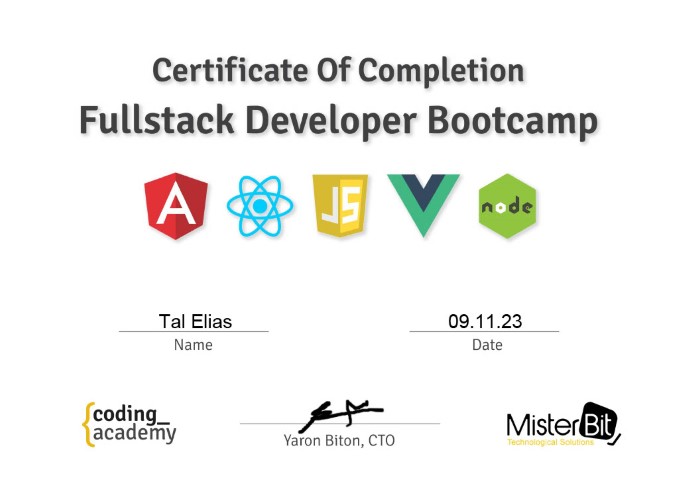 Certificate Of Completion
Fullstack Developer Bootcamp
A
JS
node
Tal Elias
09.11.23
Name
Date
{coding_
academy
MisterBit
Technological Solutions
Yaron Biton, CTO